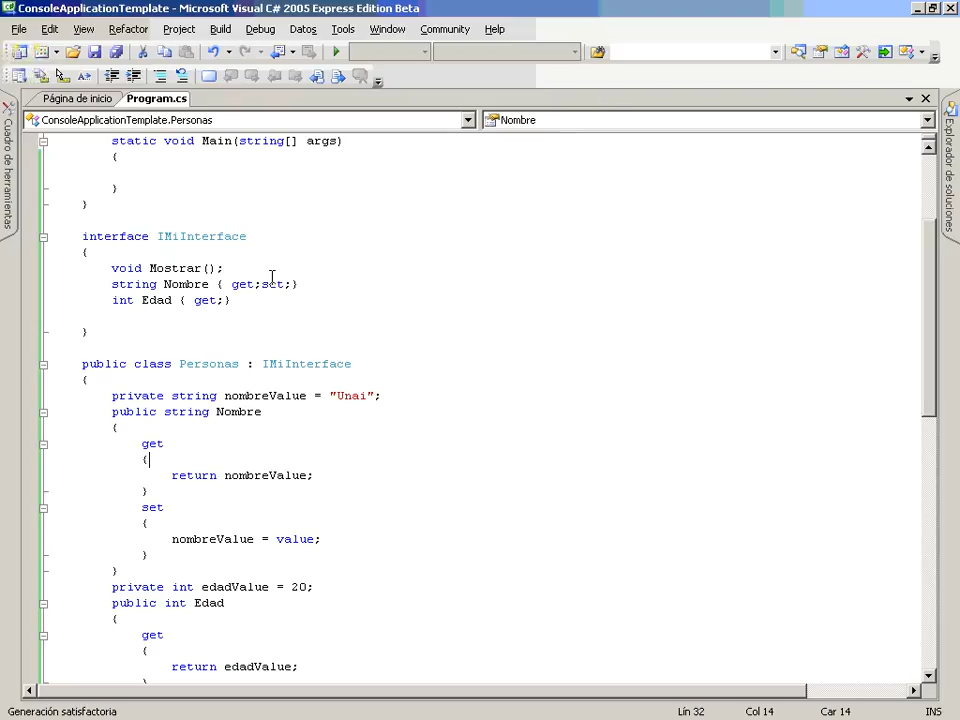 ConsoleApplicationTemplate - Microsoft Visual C# 2005 Express Edition Beta
File Edit View Refactor Project Build Debug Datos Tools Window Community Help
Página de inicio Program.cs
ConsoleApplicationTemplate.Personas Nombre
Cuadro de herramientas
Explorador de soluciones
static void Main(string[] args)
{
}
}
interface IMiInterface
{
void Mostrar();
string Nombre { get;set;}
int Edad { get;}
}
public class Personas : IMiInterface
{
private string nombreValue = "Unai";
public string Nombre
{
get
{
return nombreValue;
}
set
{
nombreValue = value;
}
}
private int edadValue = 20;
public int Edad
{
get
{
return edadValue;
}
Generación satisfactoria Lín 32 Col 14 Car 14 INS